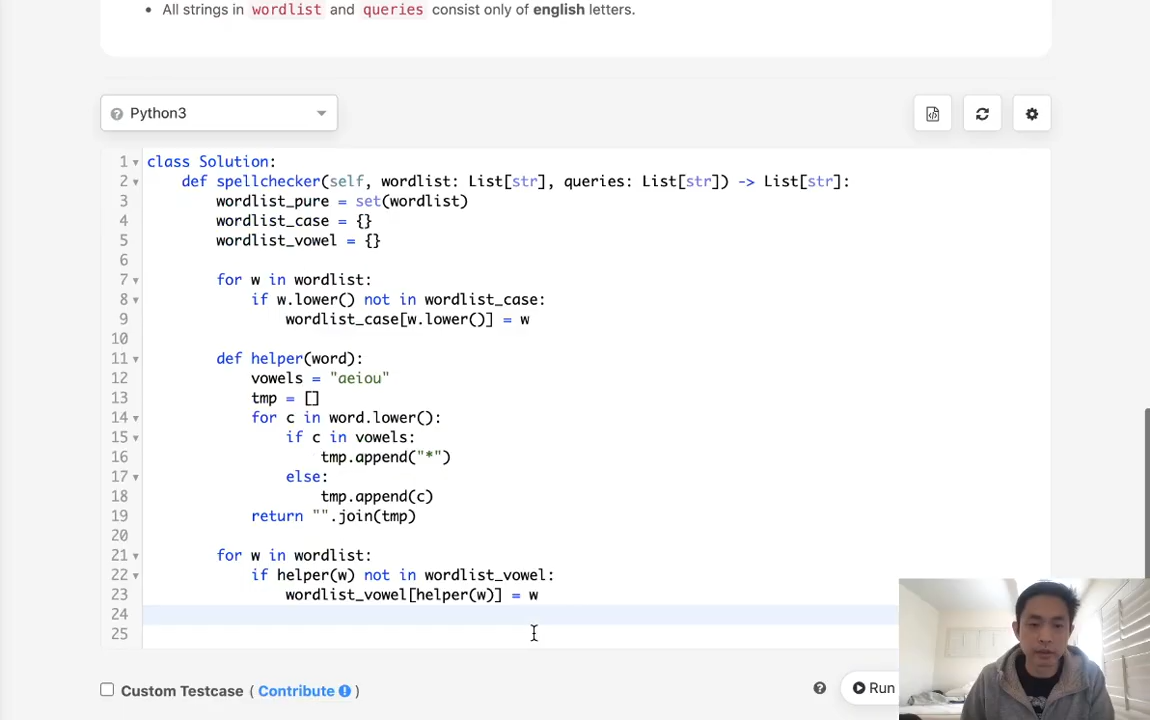 All strings in wordlist and queries consist only of english letters.
Python3
1 class Solution:
2 def spellchecker(self, wordlist: List[str], queries: List[str]) -> List[str]:
3 wordlist_pure = set(wordlist)
4 wordlist_case = {}
5 wordlist_vowel = {}
6
7 for w in wordlist:
8 if w.lower() not in wordlist_case:
9 wordlist_case[w.lower()] = w
10
11 def helper(word):
12 vowels = "aeiou"
13 tmp = []
14 for c in word.lower():
15 if c in vowels:
16 tmp.append("*")
17 else:
18 tmp.append(c)
19 return "".join(tmp)
20
21 for w in wordlist:
22 if helper(w) not in wordlist_vowel:
23 wordlist_vowel[helper(w)] = w
24
25
Custom Testcase ( Contribute )
Run